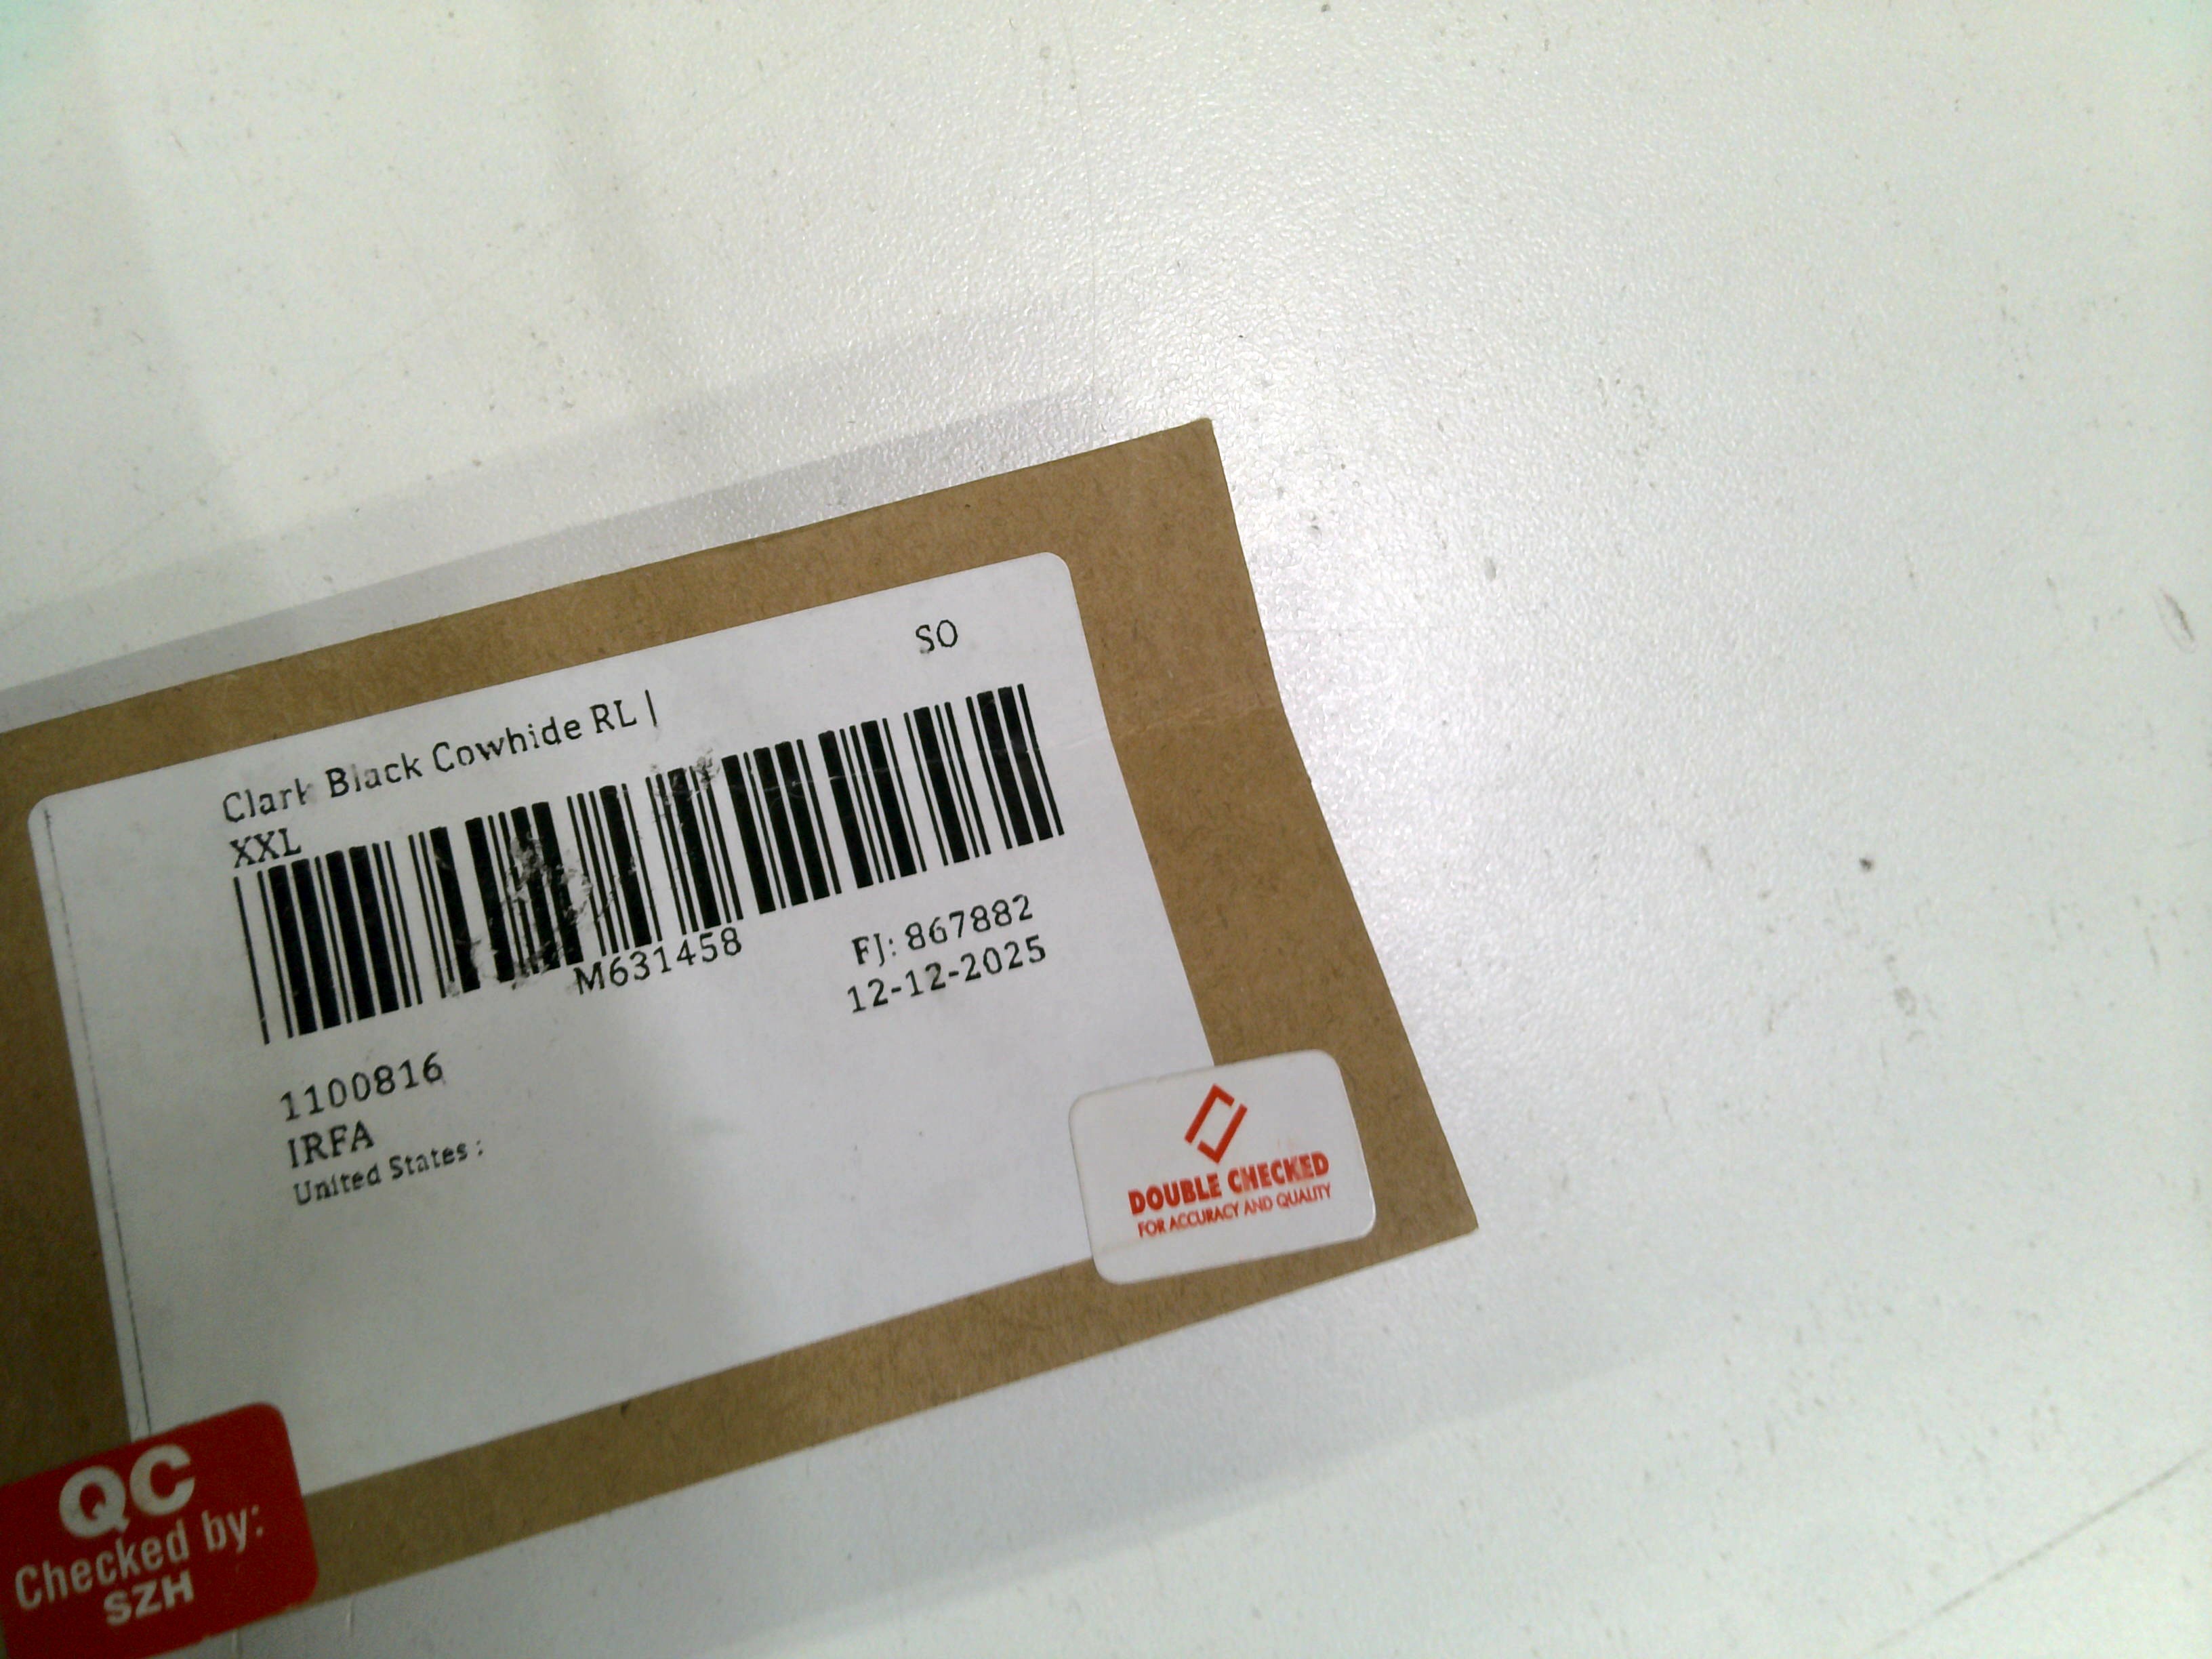 SO
Clark Black Cowhide RL |
XXL
M631458
FJ: 867882
12-12-2025
1100816
IRFA
United States :
DOUBLE CHECKED
FOR ACCURACY AND QUALITY
QC
Checked by:
SZH